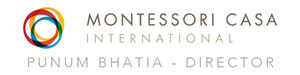 MONTESSORI CASA
INTERNATIONAL
PUNUM BHATIA - DIRECTOR